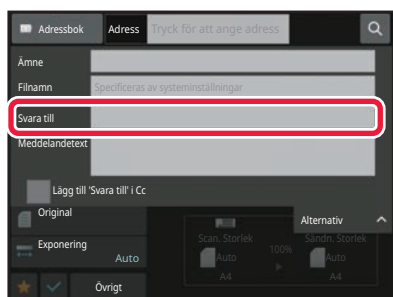 Adressbok Adress Tryck för att ange adress
Ämne
Filnamn Specificeras av systeminställningar
Svara till
Meddelandetext
Lägg till 'Svara till' i Cc
Original
Alternativ
Exponering
Auto
Scan. Storlek 100% Sändn. Storlek
Auto Auto
A4 A4
Övrigt